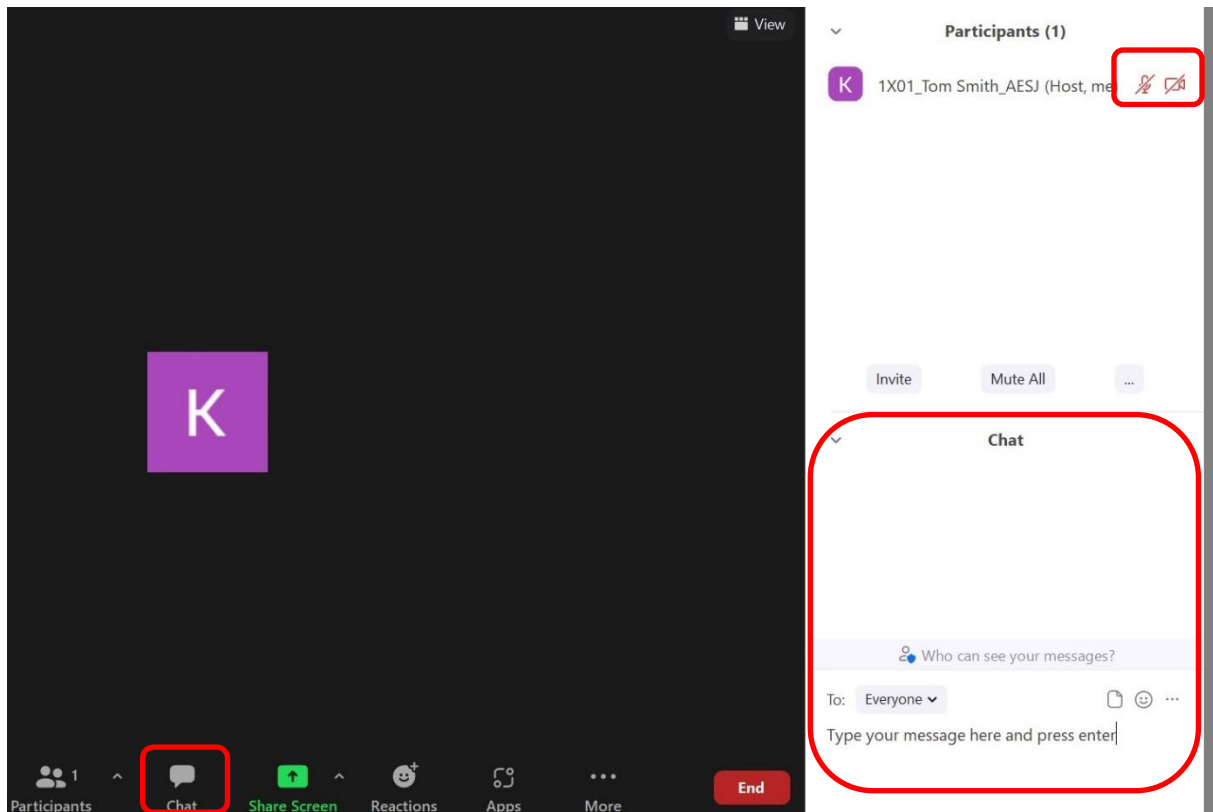 View
K
Participants (1)
K 1X01_Tom Smith_AESJ (Host, me)
Invite Mute All ...
Chat
Who can see your messages?
To: Everyone
Type your message here and press enter
1
Participants Chat Share Screen Reactions Apps More End